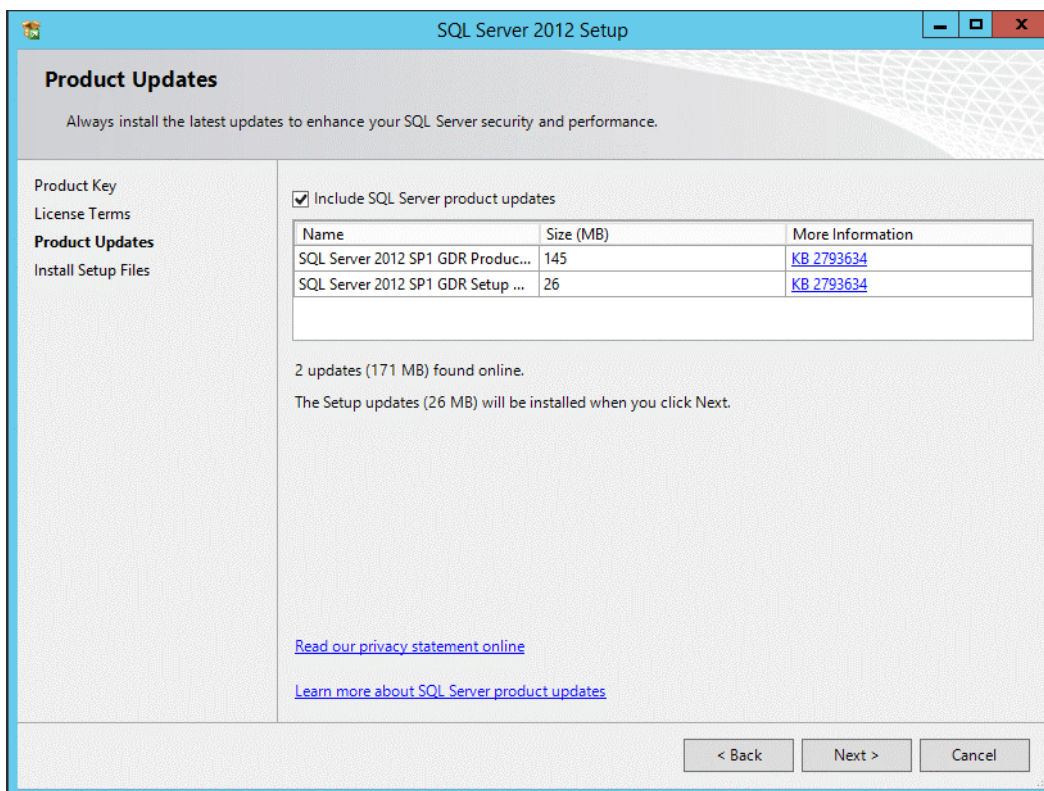 SQL Server 2012 Setup
Product Updates
Always install the latest updates to enhance your SQL Server security and performance.
Product Key
License Terms
Product Updates
Install Setup Files
Include SQL Server product updates
Name Size (MB) More Information
SQL Server 2012 SP1 GDR Produc... 145 KB 2793634
SQL Server 2012 SP1 GDR Setup ... 26 KB 2793634
2 updates (171 MB) found online.
The Setup updates (26 MB) will be installed when you click Next.
Read our privacy statement online
Learn more about SQL Server product updates
< Back Next > Cancel